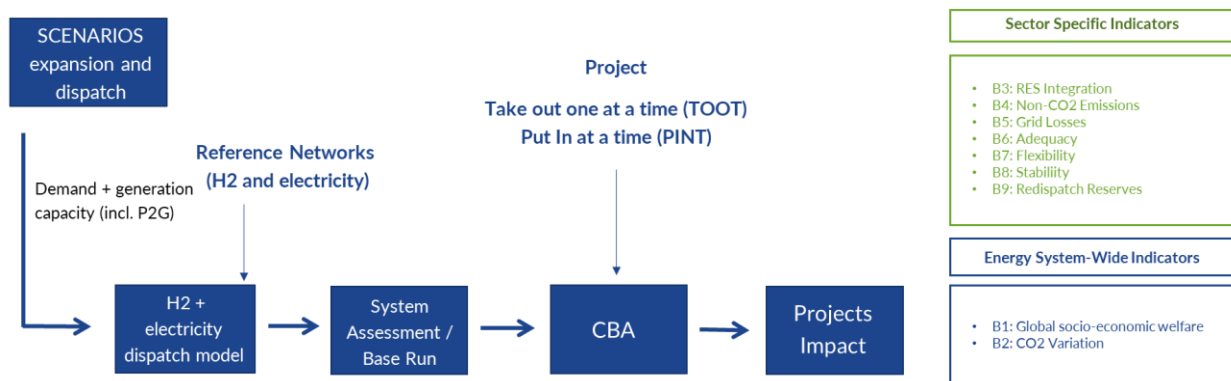 SCENARIOS
expansion and
dispatch
Demand + generation
capacity (incl. P2G)
Reference Networks
(H2 and electricity)
Project
Take out one at a time (TOOT)
Put In at a time (PINT)
H2 +
electricity
dispatch model
System
Assessment /
Base Run
CBA
Projects
Impact
Sector Specific Indicators
• B3: RES Integration
• B4: Non-CO2 Emissions
• B5: Grid Losses
• B6: Adequacy
• B7: Flexibility
• B8: Stabiliity
• B9: Redispatch Reserves
Energy System-Wide Indicators
• B1: Global socio-economic welfare
• B2: CO2 Variation